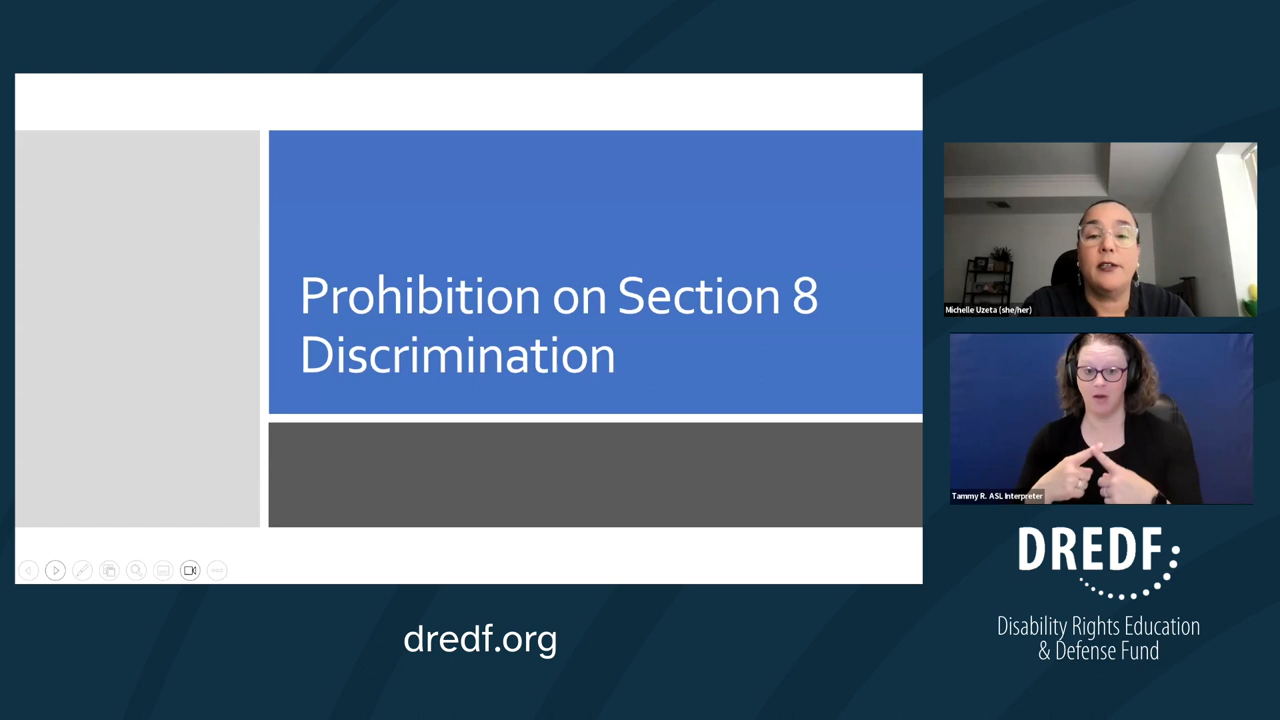 Prohibition on Section 8
Discrimination
Michelle Uzeta (she/her)
Tammy R. ASL Interpreter
DREDF
Disability Rights Education
& Defense Fund
dredf.org